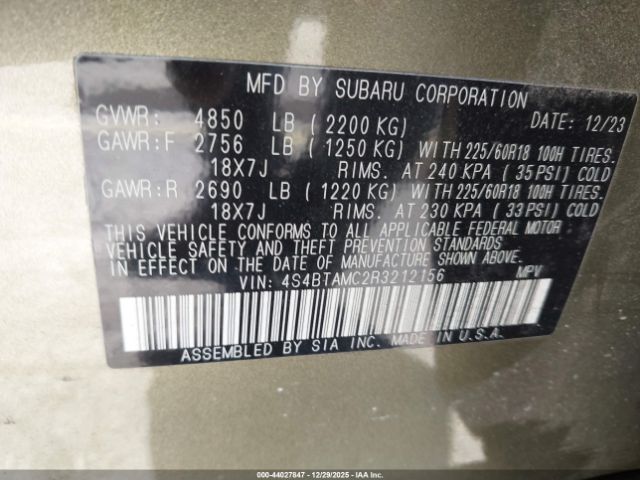 MFD BY SUBARU CORPORATION
GVWR: 4850 LB (2200 KG) DATE: 12/23
GAWR:F 2756 LB (1250 KG) WITH 225/60R18 100H TIRES.
18X7J RIMS. AT 240 KPA (35 PSI) COLD
GAWR:R 2690 LB (1220 KG) WITH 225/60R18 100H TIRES.
18X7J RIMS. AT 230 KPA (33 PSI) COLD
THIS VEHICLE CONFORMS TO ALL APPLICABLE FEDERAL MOTOR
VEHICLE SAFETY AND THEFT PREVENTION STANDARDS
IN EFFECT ON THE DATE OF MANUFACTURE SHOWN ABOVE.
VIN: 4S4BTAMC2R3212156 MPV
ASSEMBLED BY SIA INC. MADE IN U.S.A.
000-44027847 - 12/29/2025 - IAAI.com